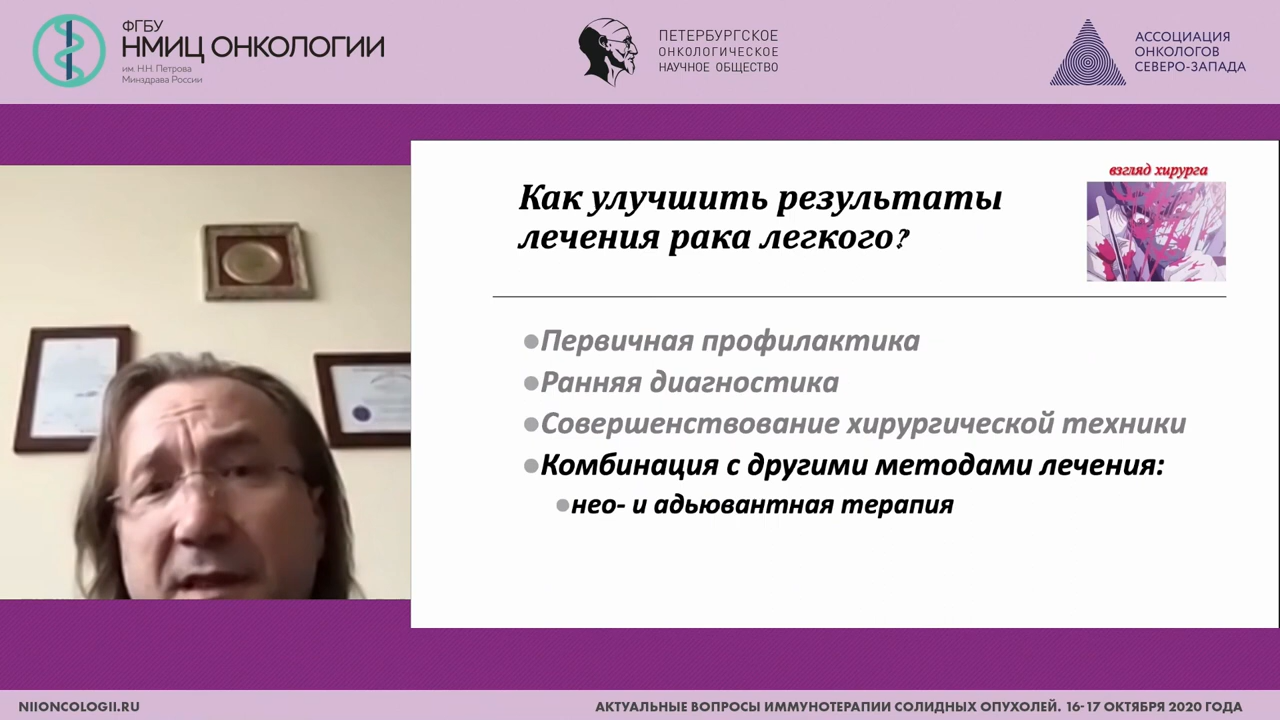 ФГБУ
НМИЦ ОНКОЛОГИИ
им. Н.Н. Петрова
Минздрава России
ПЕТЕРБУРГСКОЕ
ОНКОЛОГИЧЕСКОЕ
НАУЧНОЕ ОБЩЕСТВО
АССОЦИАЦИЯ
ОНКОЛОГОВ
СЕВЕРО-ЗАПАДА
взгляд хирурга
Как улучшить результаты
лечения рака легкого?
●Первичная профилактика
●Ранняя диагностика
●Совершенствование хирургической техники
●Комбинация с другими методами лечения:
●нео- и адьювантная терапия
NIIONCOLOGII.RU
АКТУАЛЬНЫЕ ВОПРОСЫ ИММУНОТЕРАПИИ СОЛИДНЫХ ОПУХОЛЕЙ. 16-17 ОКТЯБРЯ 2020 ГОДА